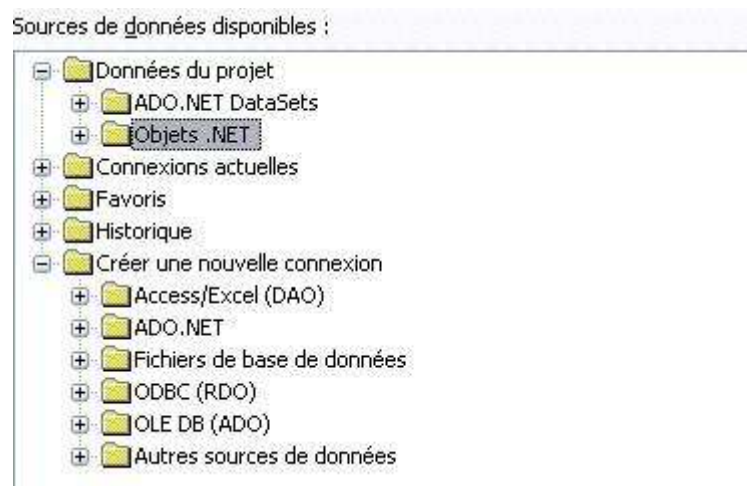 Sources de données disponibles :
Données du projet
ADO.NET DataSets
Objets .NET
Connexions actuelles
Favoris
Historique
Créer une nouvelle connexion
Access/Excel (DAO)
ADO.NET
Fichiers de base de données
ODBC (RDO)
OLE DB (ADO)
Autres sources de données